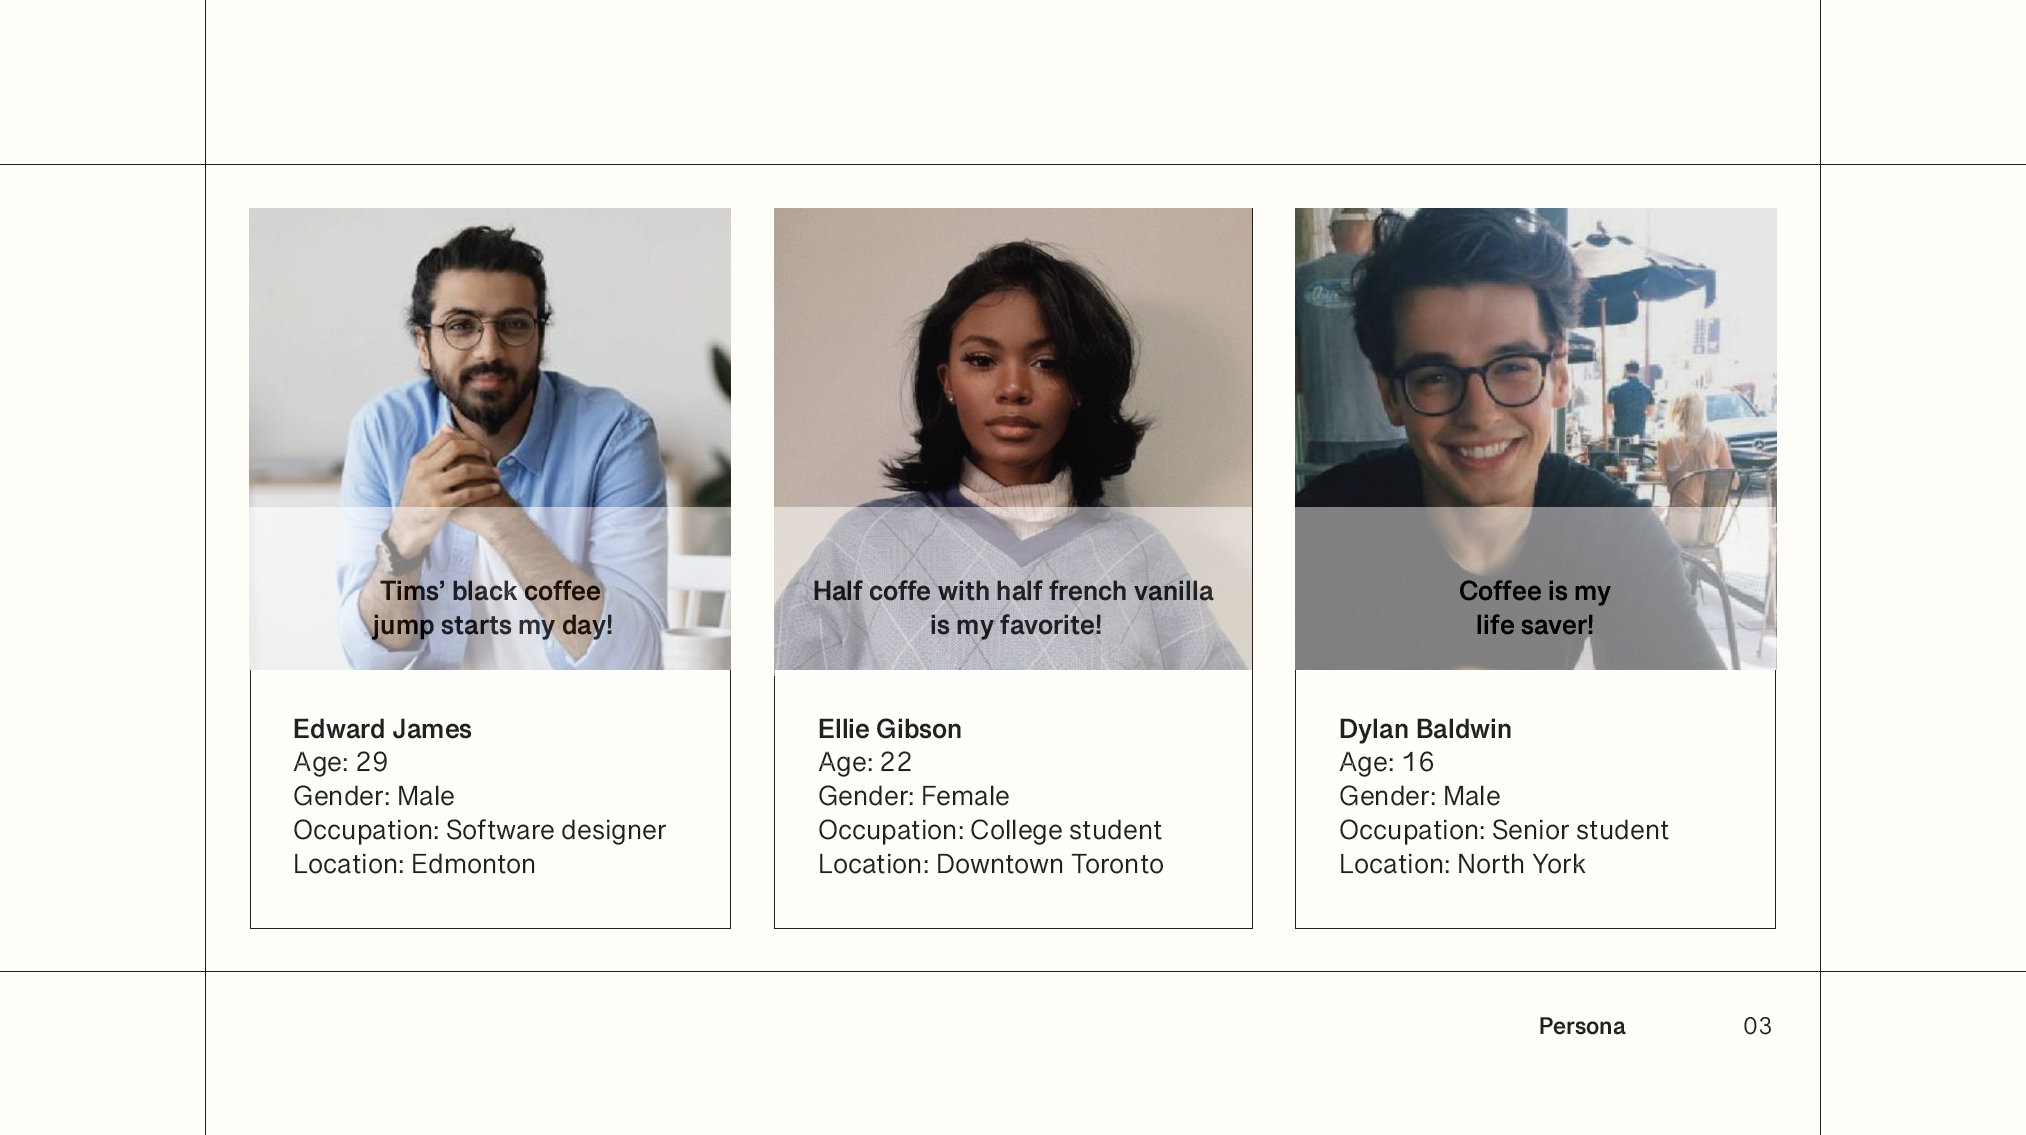 Tims’ black coffee
jump starts my day!
Edward James
Age: 29
Gender: Male
Occupation: Software designer
Location: Edmonton
Half coffe with half french vanilla
is my favorite!
Ellie Gibson
Age: 22
Gender: Female
Occupation: College student
Location: Downtown Toronto
Coffee is my
life saver!
Dylan Baldwin
Age: 16
Gender: Male
Occupation: Senior student
Location: North York
Persona 03